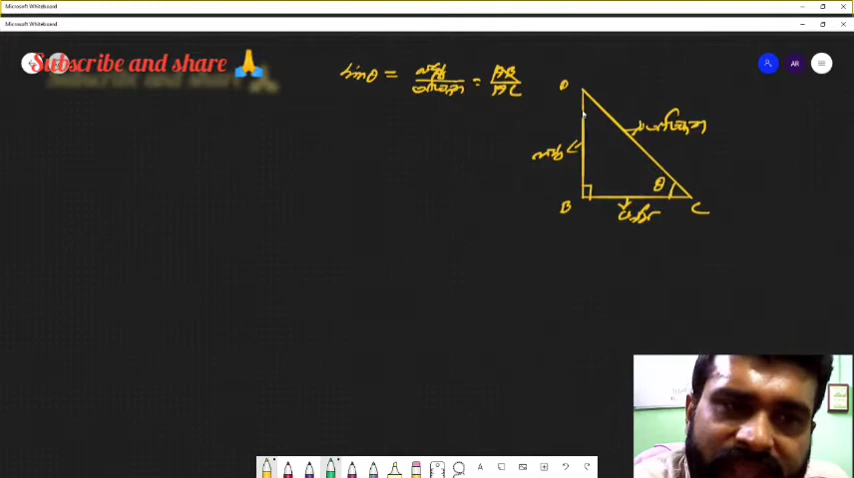 Microsoft Whiteboard
Microsoft Whiteboard
Subscribe and share 🙏
AR
sinθ = লম্ব / অতিভুজ = AB / AC
A
অতিভুজ
লম্ব
θ
B
ভূমি
C